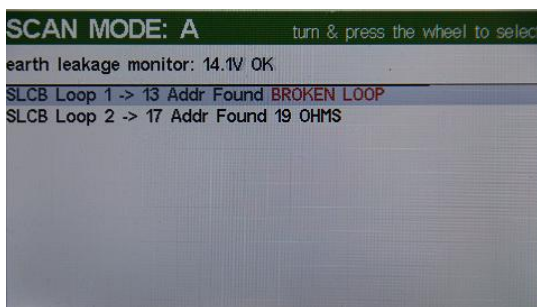 SCAN MODE: A turn & press the wheel to selec
earth leakage monitor: 14.1V OK
SLCB Loop 1 -> 13 Addr Found BROKEN LOOP
SLCB Loop 2 -> 17 Addr Found 19 OHMS